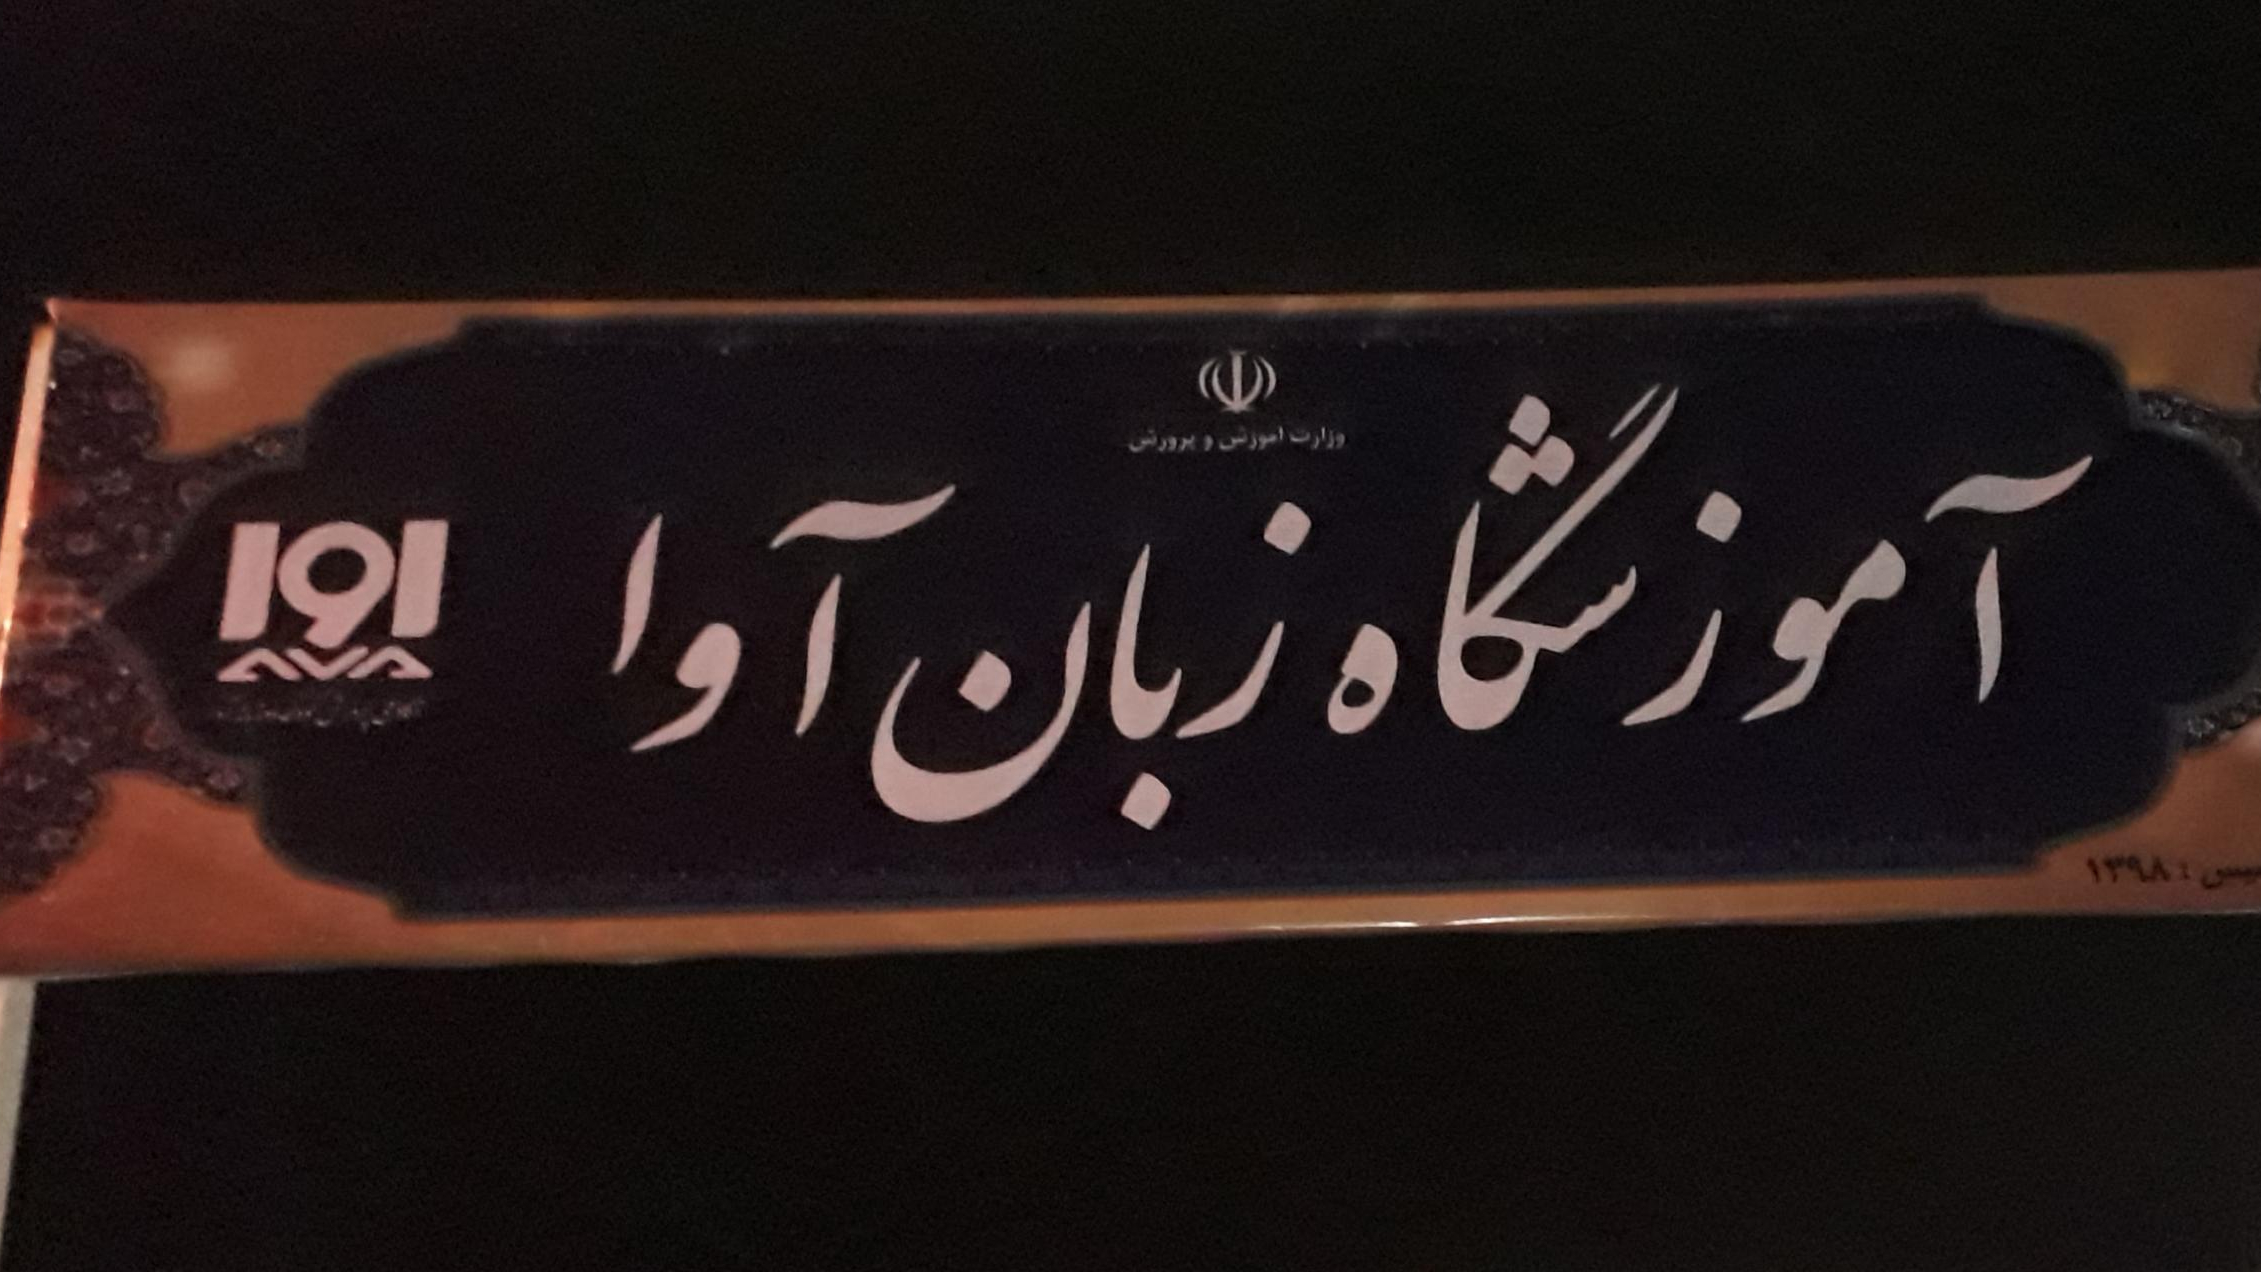 وزارت آموزش و پرورش
آموزشگاه زبان آوا
آوا
AVA
۱۳۹۸